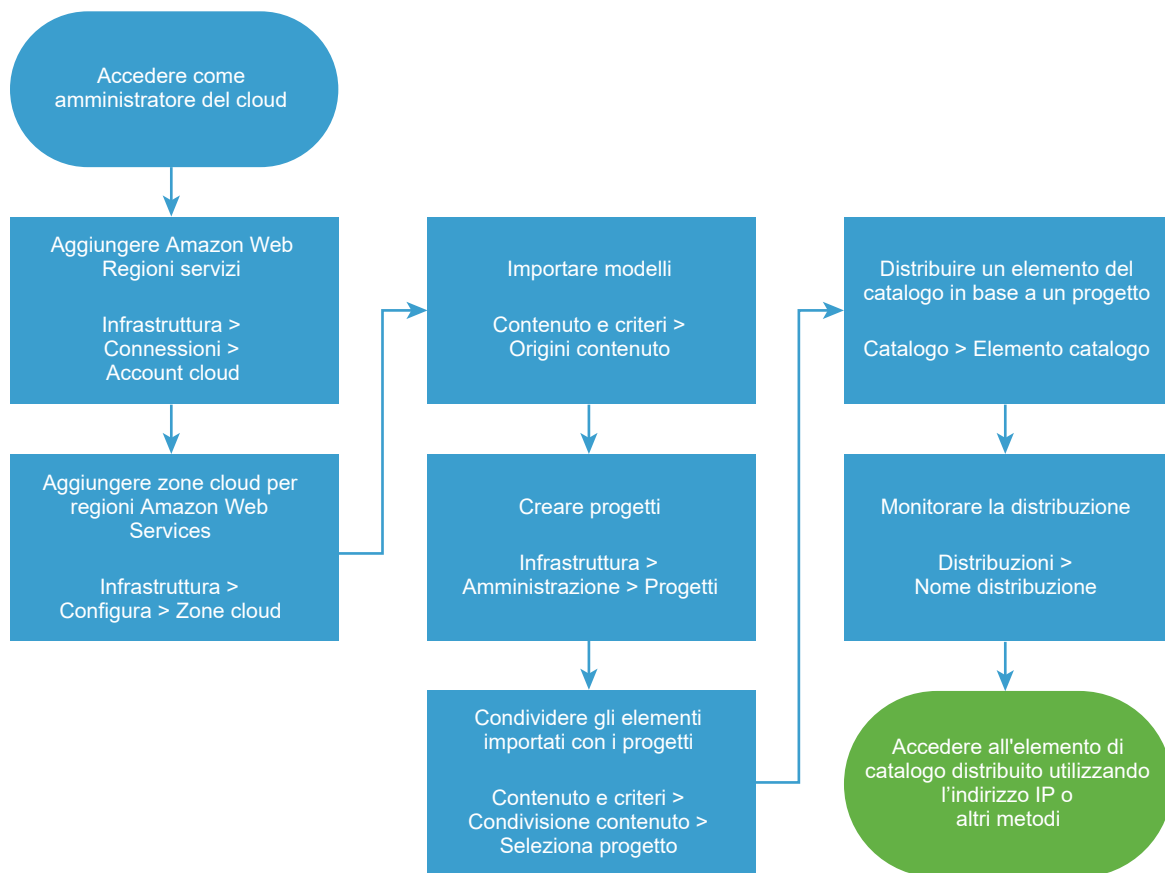 Accedere come
amministratore del cloud
Aggiungere Amazon Web
Regioni servizi
Infrastruttura >
Connessioni >
Account cloud
Aggiungere zone cloud per
regioni Amazon Web
Services
Infrastruttura >
Configura > Zone cloud
Importare modelli
Contenuto e criteri >
Origini contenuto
Creare progetti
Infrastruttura >
Amministrazione > Progetti
Condividere gli elementi
importati con i progetti
Contenuto e criteri >
Condivisione contenuto >
Seleziona progetto
Distribuire un elemento del
catalogo in base a un progetto
Catalogo > Elemento catalogo
Monitorare la distribuzione
Distribuzioni >
Nome distribuzione
Accedere all'elemento di
catalogo distribuito utilizzando
l’indirizzo IP o
altri metodi